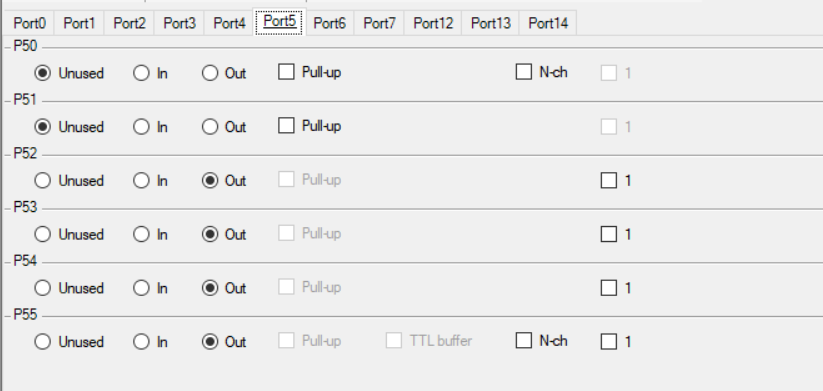 Port0 Port1 Port2 Port3 Port4 Port5 Port6 Port7 Port12 Port13 Port14
P50
Unused In Out Pull-up N-ch 1
P51
Unused In Out Pull-up 1
P52
Unused In Out Pull-up 1
P53
Unused In Out Pull-up 1
P54
Unused In Out Pull-up 1
P55
Unused In Out Pull-up TTL buffer N-ch 1